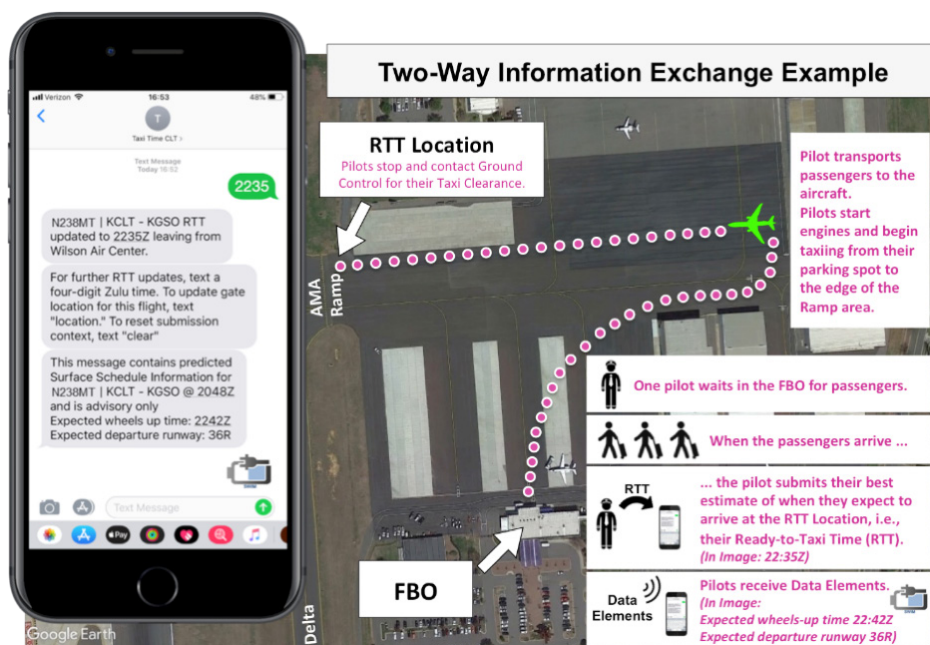 Two-Way Information Exchange Example
Verizon
16:53
48%
T
Taxi Time CLT >
Text Message
Today 16:52
2235
N238MT | KCLT - KGSO RTT
updated to 2235Z leaving from
Wilson Air Center.
For further RTT updates, text a
four-digit Zulu time. To update gate
location for this flight, text
"location." To reset submission
context, text "clear"
This message contains predicted
Surface Schedule Information for
N238MT | KCLT - KGSO @ 2048Z
and is advisory only
Expected wheels up time: 2242Z
Expected departure runway: 36R
Text Message
Pay
Google Earth
RTT Location
Pilots stop and contact Ground
Control for their Taxi Clearance.
AMA
Ramp
Delta
FBO
Pilot transports
passengers to the
aircraft.
Pilots start
engines and begin
taxiing from their
parking spot to
the edge of the
Ramp area.
One pilot waits in the FBO for passengers.
When the passengers arrive ...
RTT
... the pilot submits their best
estimate of when they expect to
arrive at the RTT Location, i.e.,
their Ready-to-Taxi Time (RTT).
(In Image: 22:35Z)
Data
Elements
Pilots receive Data Elements.
(In Image:
Expected wheels-up time 22:42Z
Expected departure runway 36R)